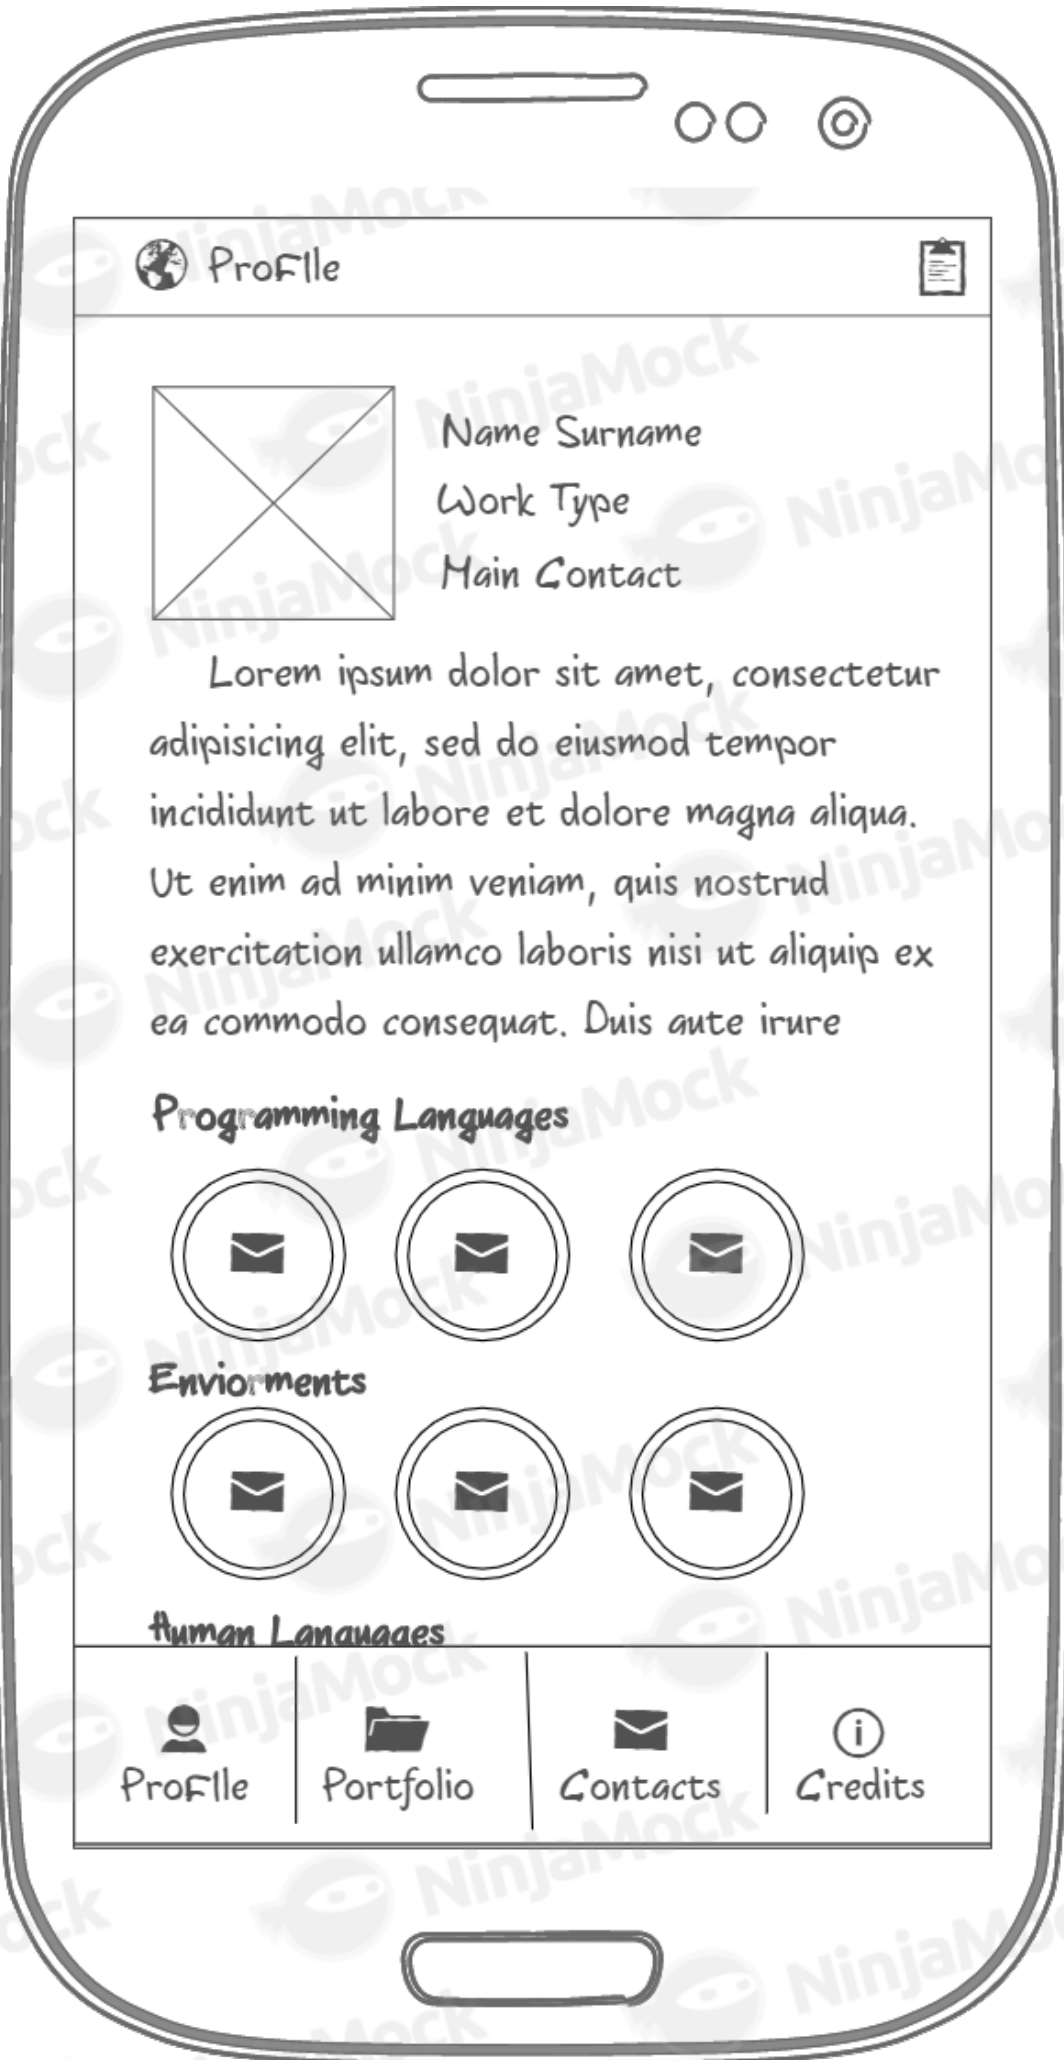 ProFIle
Name Surname
Work Type
Main Contact
Lorem ipsum dolor sit amet, consectetur
adipisicing elit, sed do eiusmod tempor
incididunt ut labore et dolore magna aliqua.
Ut enim ad minim veniam, quis nostrud
exercitation ullamco laboris nisi ut aliquip ex
ea commodo consequat. Duis aute irure
Programming Languages
Enviorments
Human Languages
ProFIle Portfolio Contacts Credits
NinjaMock